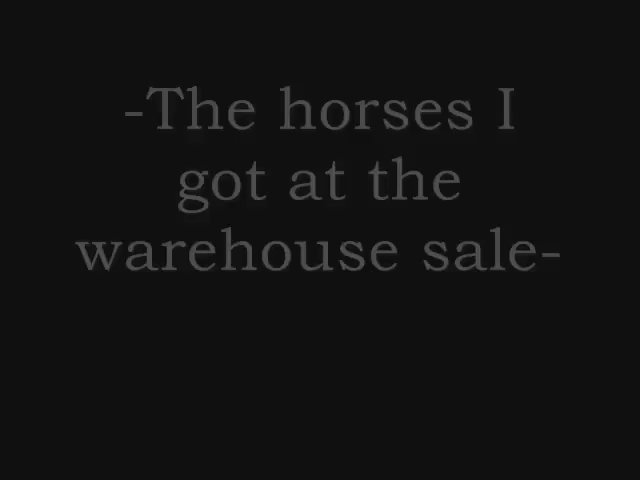 -The horses I
got at the
warehouse sale-